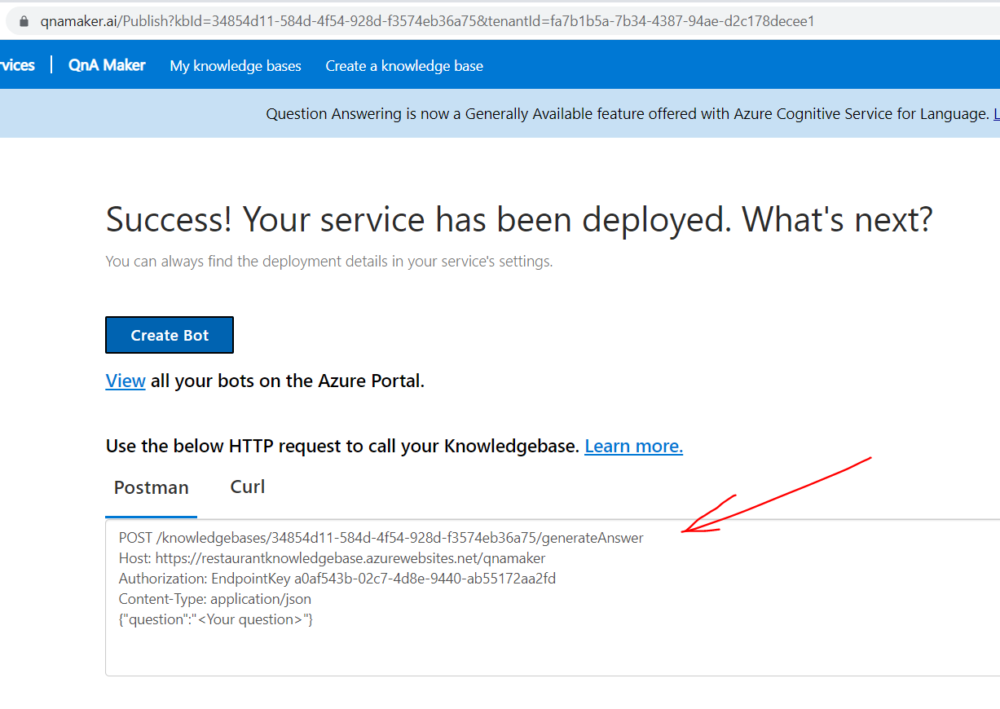 qnamaker.ai/Publish?kbId=34854d11-584d-4f54-928d-f3574eb36a75&tenantId=fa7b1b5a-7b34-4387-94ae-d2c178decee1
rvices | QnA Maker My knowledge bases Create a knowledge base
Question Answering is now a Generally Available feature offered with Azure Cognitive Service for Language. L
Success! Your service has been deployed. What's next?
You can always find the deployment details in your service's settings.
Create Bot
View all your bots on the Azure Portal.
Use the below HTTP request to call your Knowledgebase. Learn more.
Postman Curl
POST /knowledgebases/34854d11-584d-4f54-928d-f3574eb36a75/generateAnswer
Host: https://restaurantknowledgebase.azurewebsites.net/qnamaker
Authorization: EndpointKey a0af543b-02c7-4d8e-9440-ab55172aa2fd
Content-Type: application/json
{"question":"<Your question>"}